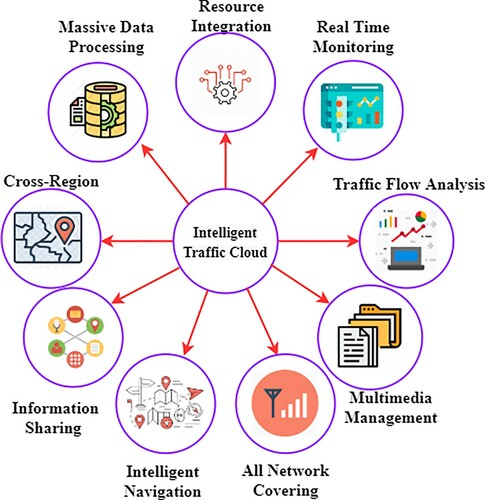 Resource
Integration
Massive Data
Processing
Real Time
Monitoring
Cross-Region
Traffic Flow Analysis
Intelligent
Traffic Cloud
Information
Sharing
Multimedia
Management
Intelligent
Navigation
All Network
Covering